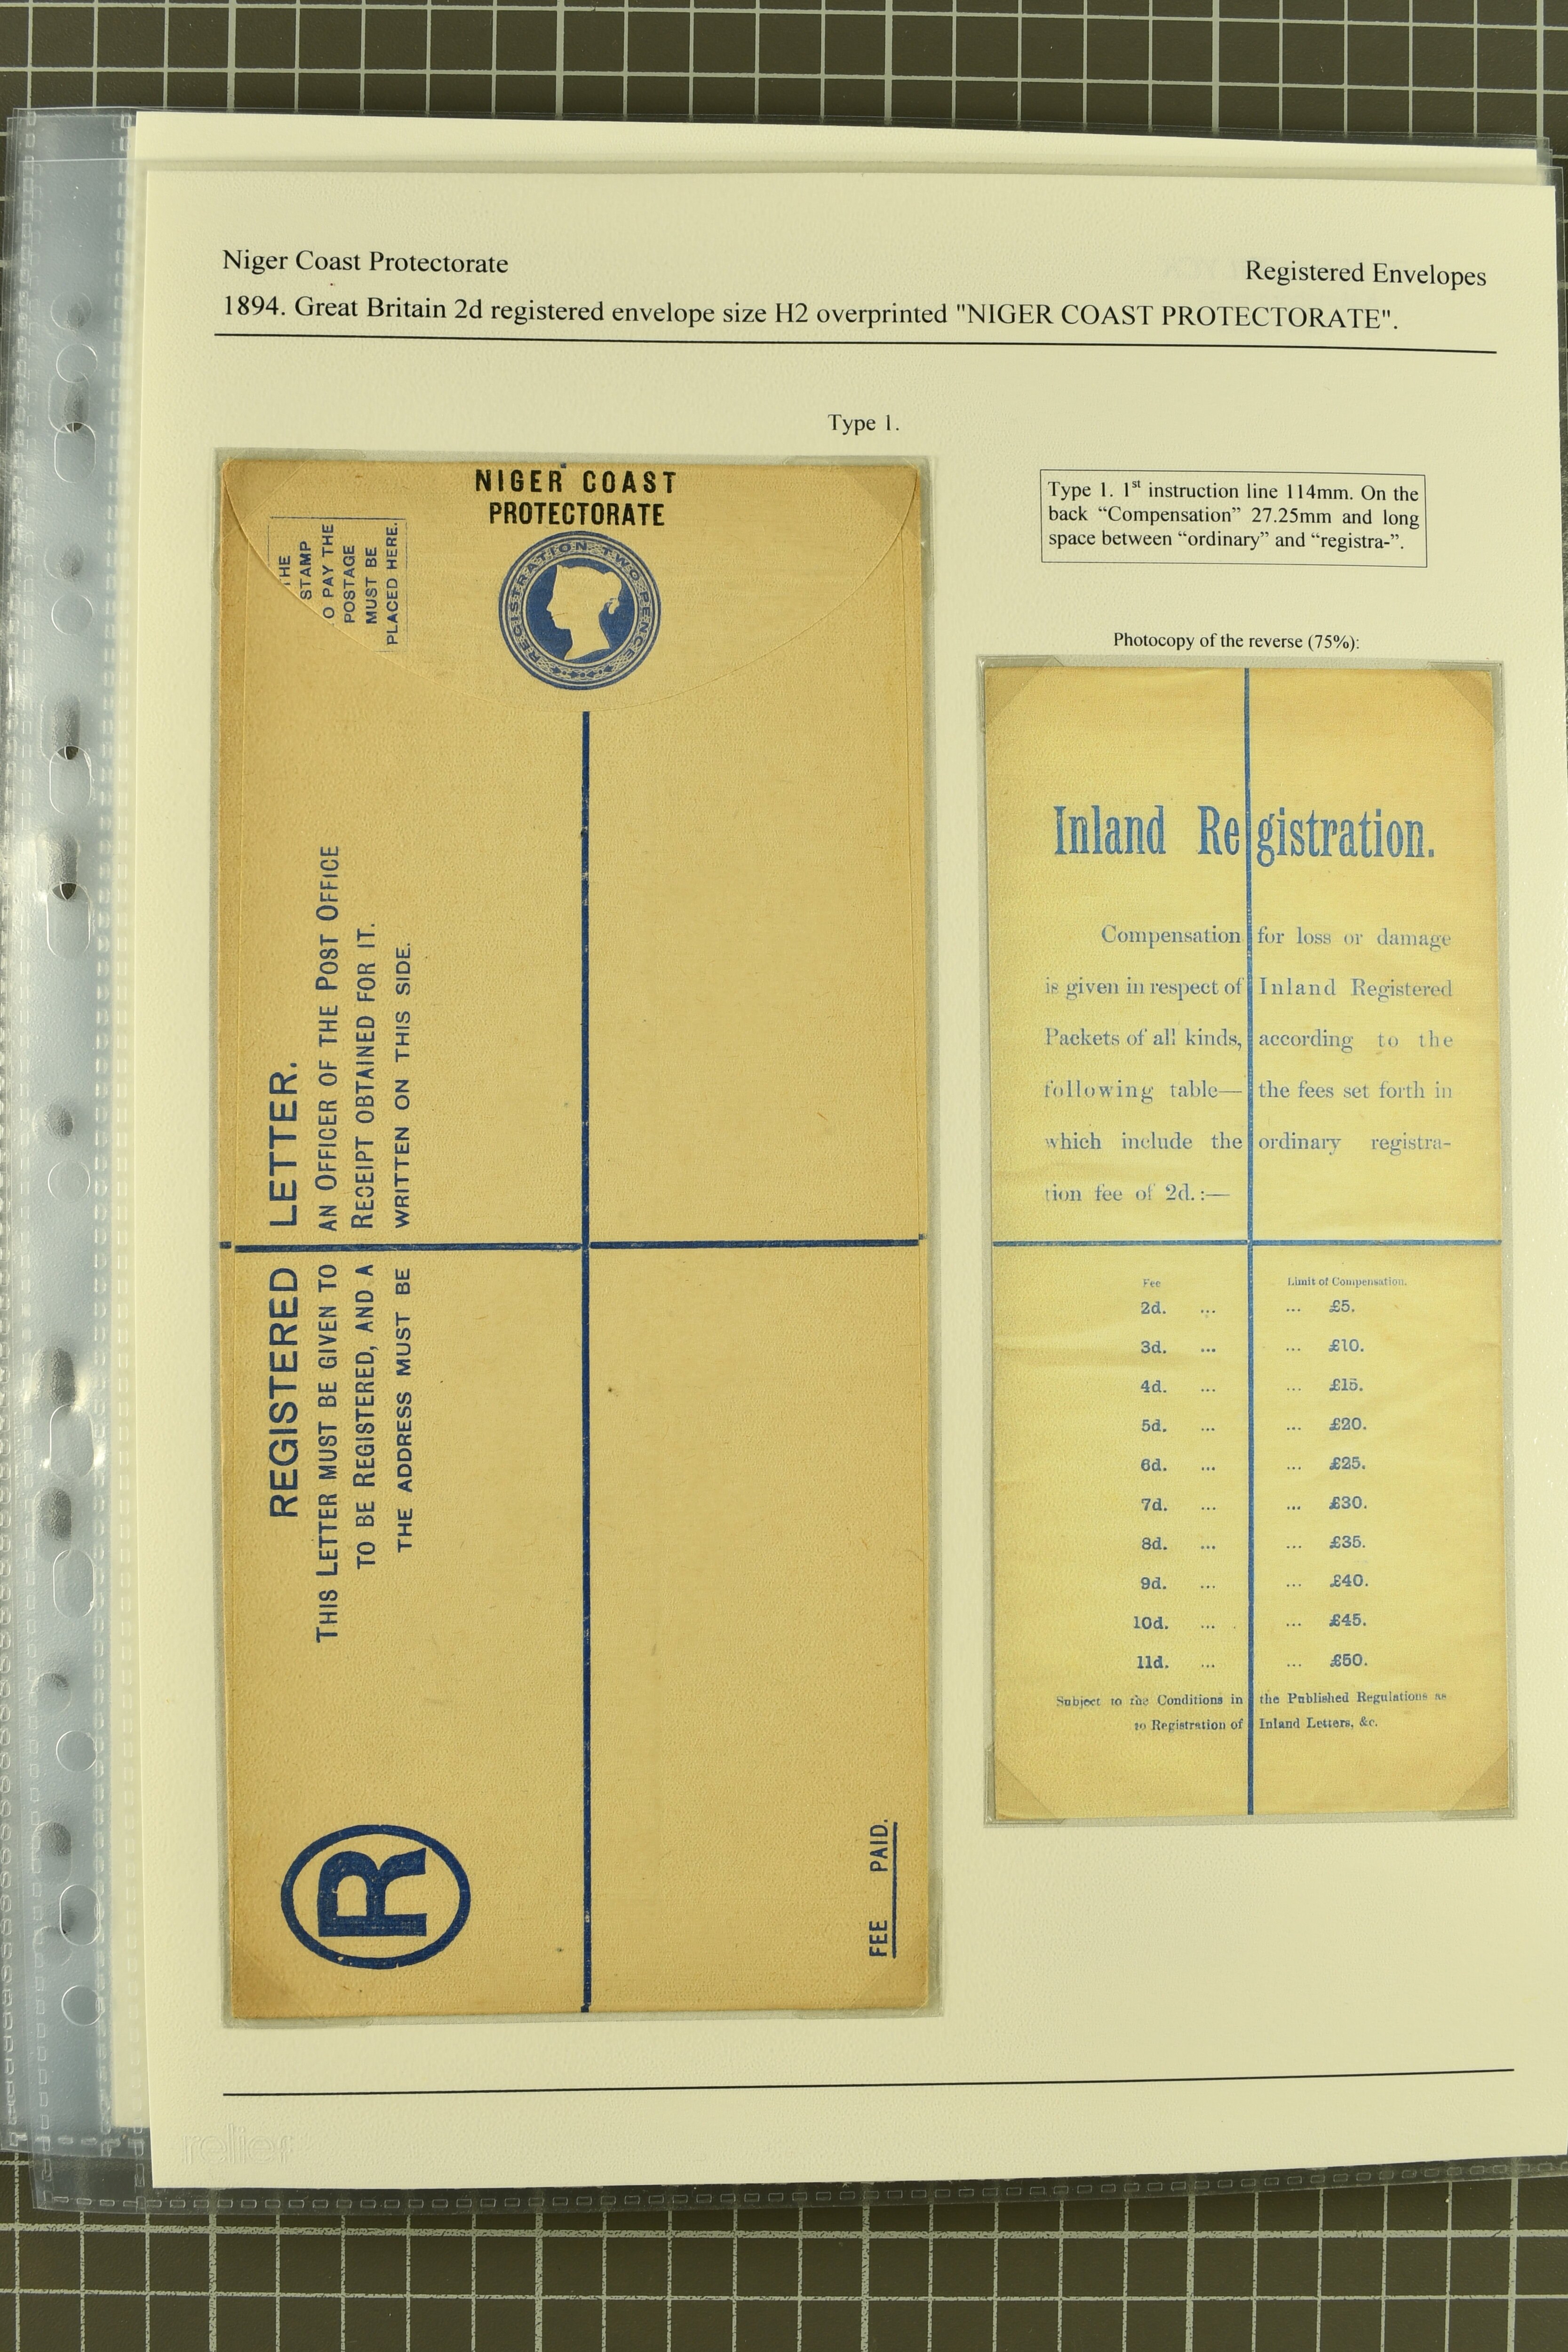 Niger Coast Protectorate
Registered Envelopes
1894. Great Britain 2d registered envelope size H2 overprinted "NIGER COAST PROTECTORATE".
Type 1.
NIGER COAST
PROTECTORATE
REGISTRATION TWO PENCE
HE
STAMP
O PAY THE
POSTAGE
MUST BE
PLACED HERE.
REGISTERED LETTER.
THIS LETTER MUST BE GIVEN TO AN OFFICER OF THE POST OFFICE
TO BE REGISTERED, AND A RECEIPT OBTAINED FOR IT.
THE ADDRESS MUST BE WRITTEN ON THIS SIDE.
R
FEE PAID.
Type 1. 1st instruction line 114mm. On the
back “Compensation” 27.25mm and long
space between “ordinary” and “registra-”.
Photocopy of the reverse (75%):
Inland Registration.
Compensation for loss or damage
is given in respect of Inland Registered
Packets of all kinds, according to the
following table— the fees set forth in
which include the ordinary registra-
tion fee of 2d.:—
Fee Limit of Compensation.
2d. ... ... £5.
3d. ... ... £10.
4d. ... ... £15.
5d. ... ... £20.
6d. ... ... £25.
7d. ... ... £30.
8d. ... ... £35.
9d. ... ... £40.
10d. ... ... £45.
11d. ... ... £50.
Subject to the Conditions in the Published Regulations as
to Registration of Inland Letters, &c.
relief